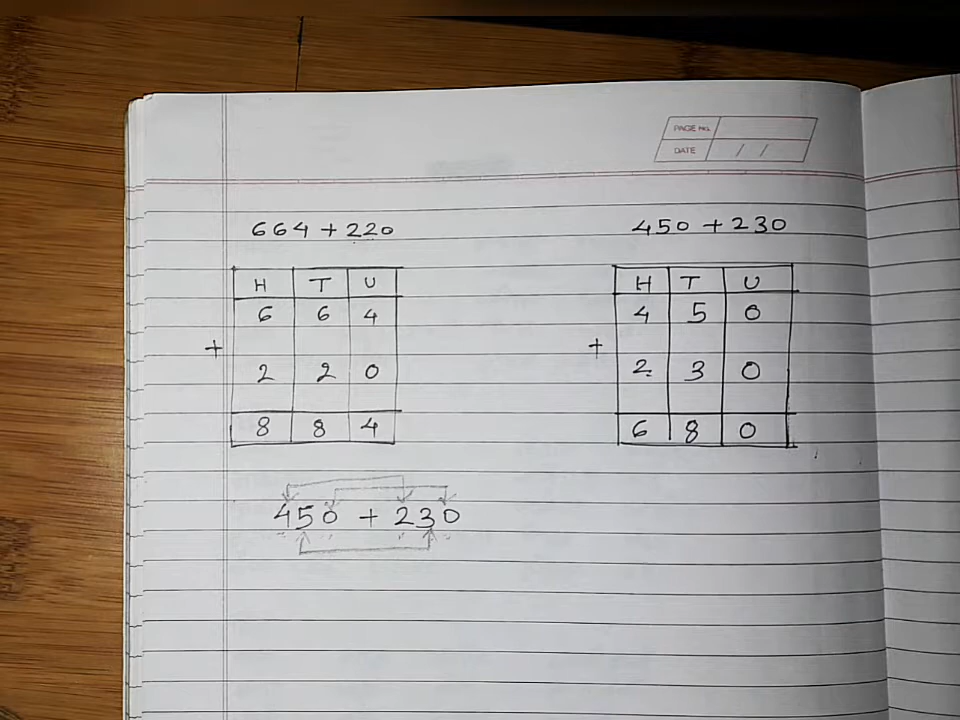 PAGE No.
DATE / /
664 + 220
H T U
6 6 4
+
2 2 0
8 8 4
450 + 230
H T U
4 5 0
+
2 3 0
6 8 0
450 + 230